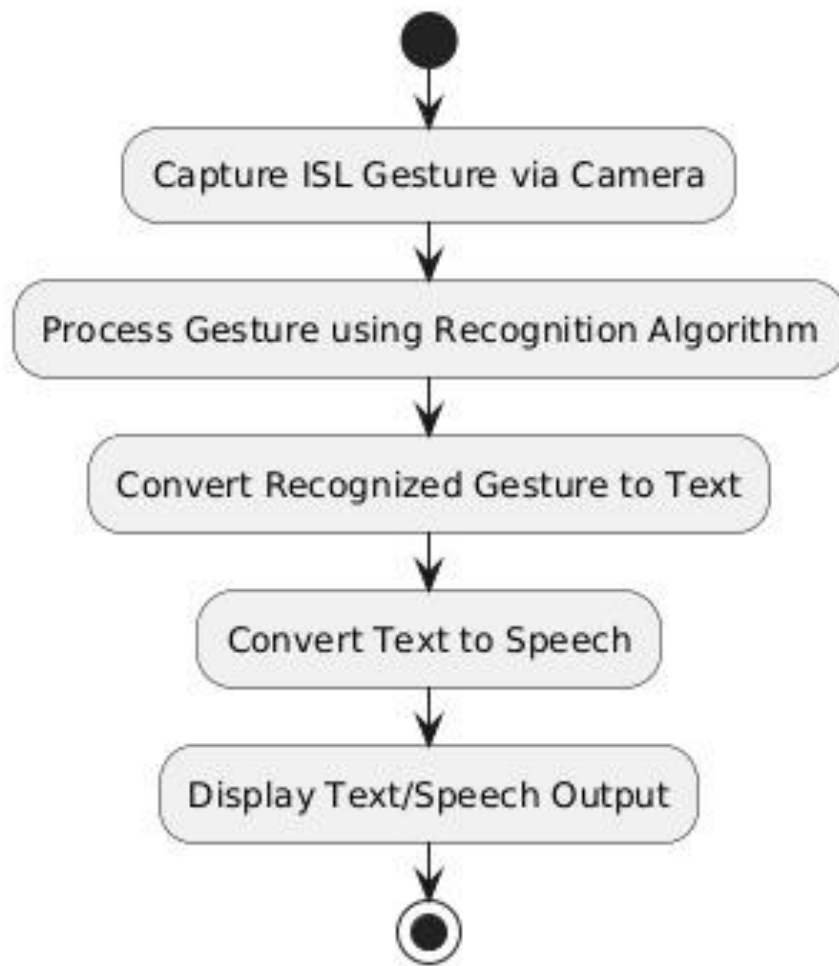 Capture ISL Gesture via Camera
Process Gesture using Recognition Algorithm
Convert Recognized Gesture to Text
Convert Text to Speech
Display Text/Speech Output